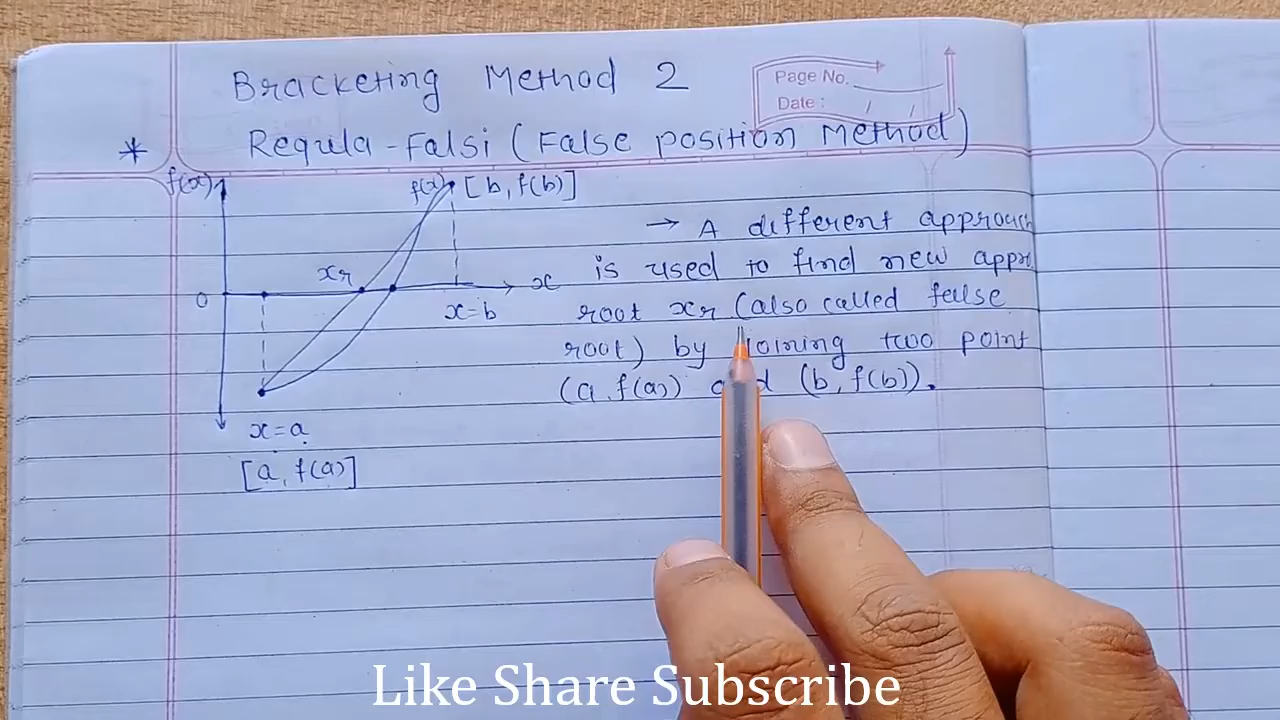 Bracketing Method 2
Page No.
Date :
* Regula-Falsi (False position Method)
f(x)
f(x) [b, f(b)]
→ A different approach
xr
x
is used to find new appr
0
x=b
root xr (also called false
root) by joining two point
(a, f(a)) and (b, f(b)).
x=a
[a, f(a)]
Like Share Subscribe